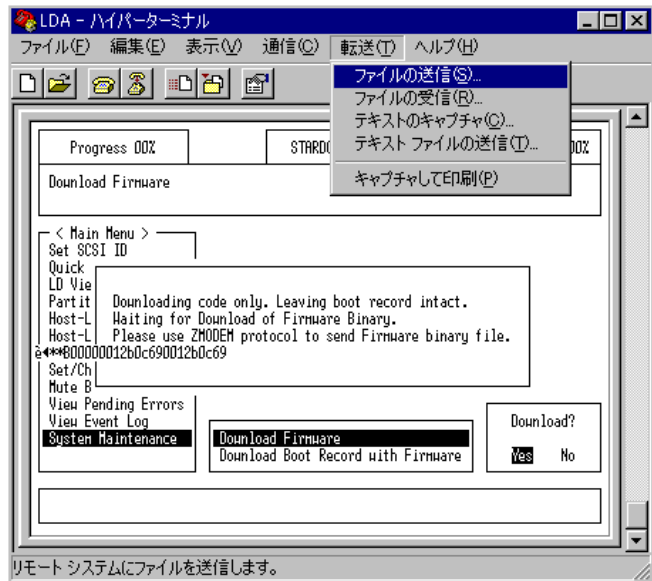 LDA - ハイパーターミナル
ファイル(F) 編集(E) 表示(V) 通信(C) 転送(T) ヘルプ(H)
ファイルの送信(S)...
ファイルの受信(R)...
テキストのキャプチャ(C)...
テキスト ファイルの送信(T)...
キャプチャして印刷(P)
Progress 00%
STARD
00%
Download Firmware
< Main Menu >
Set SCSI ID
Quick
LD Vie
Partit
Host-L
Host-L
Downloading code only. Leaving boot record intact.
Waiting for Download of Firmware Binary.
Please use ZMODEM protocol to send Firmware binary file.
è◄**B00000012b0c690012b0c69
Set/Ch
Mute B
View Pending Errors
View Event Log
System Maintenance
Download Firmware
Download Boot Record with Firmware
Download?
Yes No
リモート システムにファイルを送信します。